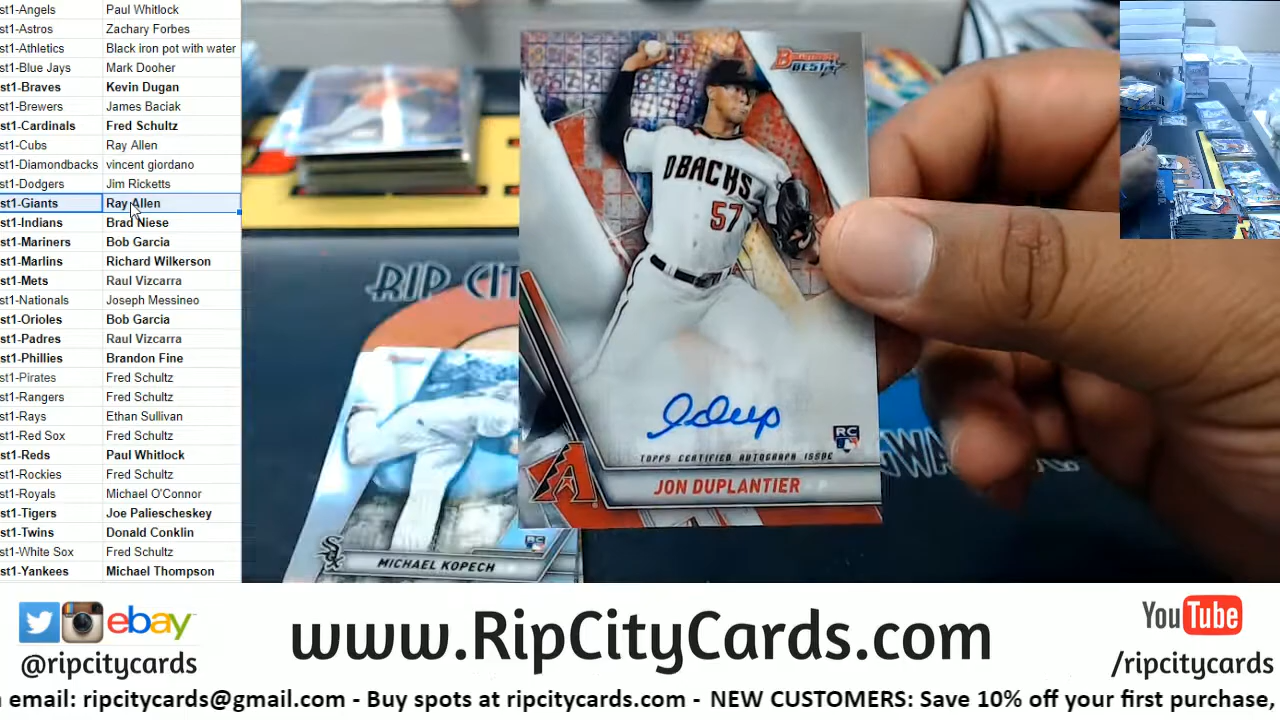 st1-Angels Paul Whitlock
st1-Astros Zachary Forbes
st1-Athletics Black iron pot with water
st1-Blue Jays Mark Dooher
st1-Braves Kevin Dugan
st1-Brewers James Baciak
st1-Cardinals Fred Schultz
st1-Cubs Ray Allen
st1-Diamondbacks vincent giordano
st1-Dodgers Jim Ricketts
st1-Giants Ray Allen
st1-Indians Brad Niese
st1-Mariners Bob Garcia
st1-Marlins Richard Wilkerson
st1-Mets Raul Vizcarra
st1-Nationals Joseph Messineo
st1-Orioles Bob Garcia
st1-Padres Raul Vizcarra
st1-Phillies Brandon Fine
st1-Pirates Fred Schultz
st1-Rangers Fred Schultz
st1-Rays Ethan Sullivan
st1-Red Sox Fred Schultz
st1-Reds Paul Whitlock
st1-Rockies Fred Schultz
st1-Royals Michael O'Connor
st1-Tigers Joe Paliescheskey
st1-Twins Donald Conklin
st1-White Sox Fred Schultz
st1-Yankees Michael Thompson
BEST
DBACKS
57
RC
TOPPS CERTIFIED AUTOGRAPH ISSUE
A
JON DUPLANTIER
RIP CIT
SOX
RC
MICHAEL KOPECH
ebay
@ripcitycards
www.RipCityCards.com
YouTube
/ripcitycards
email: ripcitycards@gmail.com - Buy spots at ripcitycards.com - NEW CUSTOMERS: Save 10% off your first purchase,